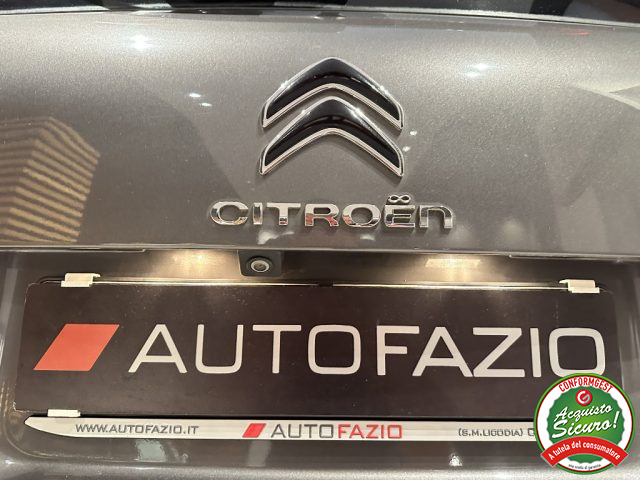 CITROËN
AUTOFAZIO
WWW.AUTOFAZIO.IT AUTOFAZIO (S.M.LIGODIA)
CONFORMGEST
Acquisto
Sicuro!
A tutela del consumatore